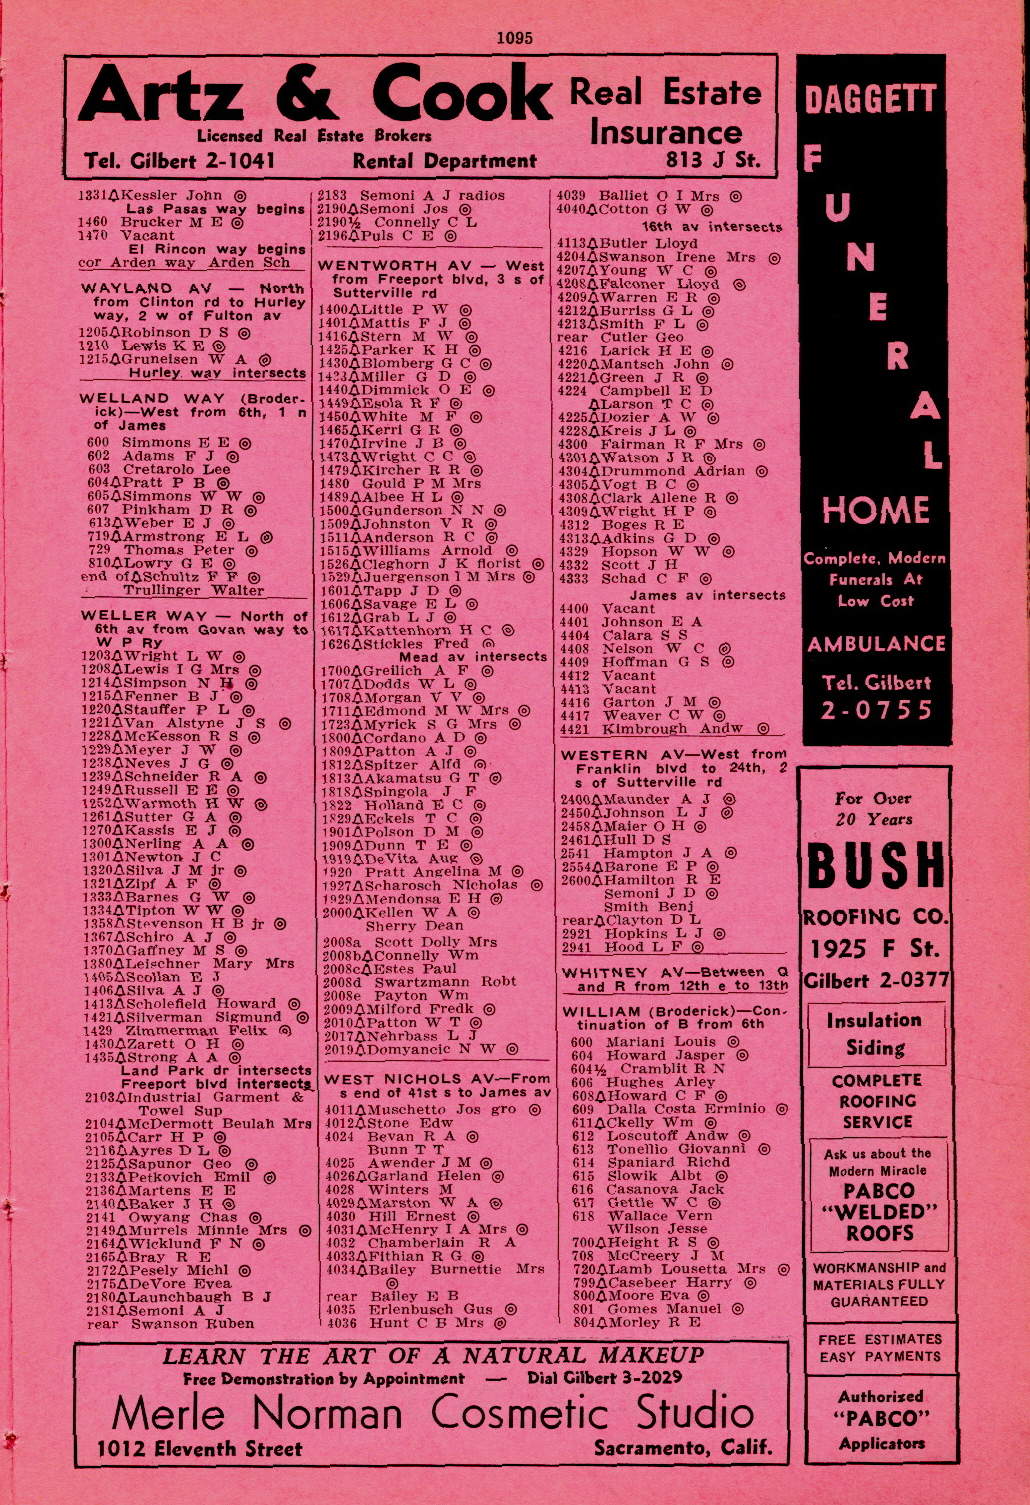 1095
Artz & Cook
Real Estate
Insurance
Licensed Real Estate Brokers
Tel. Gilbert 2-1041 Rental Department 813 J St.
1331△Kessler John ◎
Las Pasas way begins
1460 Brucker M E ◎
1470 Vacant
El Rincon way begins
cor Arden way Arden Sch
WAYLAND AV — North
from Clinton rd to Hurley
way, 2 w of Fulton av
1205△Robinson D S ◎
1210 Lewis K E ◎
1215△Gruneisen W A ◎
Hurley way intersects
WELLAND WAY (Broder-
ick)—West from 6th, 1 n
of James
600 Simmons E E ◎
602 Adams F J ◎
603 Cretarolo Lee
604△Pratt P B ◎
605△Simmons W W ◎
607 Pinkham D R ◎
613△Weber E J ◎
719△Armstrong E L ◎
729 Thomas Peter ◎
810△Lowry G E ◎
end of△Schultz F F ◎
Trullinger Walter
WELLER WAY — North of
6th av from Govan way to
W P Ry
1203△Wright L W ◎
1208△Lewis I G Mrs ◎
1214△Simpson N H ◎
1215△Fenner B J ◎
1220△Stauffer P L ◎
1221△Van Alstyne J S ◎
1228△McKesson R S ◎
1229△Meyer J W ◎
1238△Neves J G ◎
1239△Schneider R A ◎
1249△Russell E E ◎
1252△Warmoth H W ◎
1261△Sutter G A ◎
1270△Kassis E J ◎
1300△Nerling A A ◎
1301△Newton J C
1320△Silva J M jr ◎
1321△Zipf A F ◎
1333△Barnes G W ◎
1334△Tipton W W ◎
1358△Stevenson H B jr ◎
1367△Schiro A J ◎
1370△Gaffney M S ◎
1380△Leischner Mary Mrs
1405△Scollan E J
1406△Silva A J ◎
1413△Scholefield Howard ◎
1421△Silverman Sigmund ◎
1429 Zimmerman Felix ◎
1430△Zarett O H ◎
1435△Strong A A ◎
Land Park dr intersects
Freeport blvd intersects
2103△Industrial Garment &
Towel Sup
2104△McDermott Beulah Mrs
2105△Carr H P ◎
2116△Ayres D L ◎
2125△Sapunor Geo ◎
2133△Petkovich Emil ◎
2136△Martens E E
2140△Baker J H ◎
2141 Owyang Chas ◎
2149△Murrels Minnie Mrs ◎
2164△Wicklund F N ◎
2165△Bray R E
2172△Pesely Michl ◎
2175△DeVore Evea
2180△Launchbaugh B J
2181△Semoni A J
rear Swanson Ruben
2183 Semoni A J radios
2190△Semoni Jos ◎
2190½ Connelly C L
2196△Puls C E ◎
WENTWORTH AV — West
from Freeport blvd, 3 s of
Sutterville rd
1400△Little P W ◎
1401△Mattis F J ◎
1416△Stern M W ◎
1425△Parker K H ◎
1430△Blomberg G C ◎
1433△Miller G D ◎
1440△Dimmick O E ◎
1449△Esola R F ◎
1450△White M F ◎
1465△Kerri G R ◎
1470△Irvine J B ◎
1473△Wright C C ◎
1479△Kircher R R ◎
1480 Gould P M Mrs
1489△Albee H L ◎
1500△Gunderson N N ◎
1509△Johnston V R ◎
1511△Anderson R C ◎
1515△Williams Arnold ◎
1526△Cleghorn J K florist ◎
1529△Juergenson I M Mrs ◎
1601△Tapp J D ◎
1606△Savage E L ◎
1612△Grab L J ◎
1617△Kattenhorn H C ◎
1626△Stickles Fred ◎
Mead av intersects
1700△Greilich A F ◎
1707△Dodds W L ◎
1708△Morgan V V ◎
1711△Edmond M W Mrs ◎
1723△Myrick S G Mrs ◎
1800△Cordano A D ◎
1809△Patton A J ◎
1812△Spitzer Alfd ◎
1813△Akamatsu G T ◎
1818△Spingola J F
1822 Holland E C ◎
1829△Eckels T C ◎
1901△Polson D M ◎
1909△Dunn T E ◎
1919△DeVita Aug ◎
1920 Pratt Angelina M ◎
1927△Scharosch Nicholas ◎
1929△Mendonsa E H ◎
2000△Kellen W A ◎
Sherry Dean
2008a Scott Dolly Mrs
2008b△Connelly Wm
2008c△Estes Paul
2008d Swartzmann Robt
2008e Payton Wm
2009△Milford Fredk ◎
2010△Patton W T ◎
2017△Nehrbass L J
2019△Domyancic N W ◎
WEST NICHOLS AV—From
s end of 41st s to James av
4011△Muschetto Jos gro ◎
4012△Stone Edw
4024 Bevan R A ◎
Bunn T T
4025 Awender J M ◎
4026△Garland Helen ◎
4028 Winters M
4029△Marston W A ◎
4030 Hill Ernest ◎
4031△McHenry I A Mrs ◎
4032 Chamberlain R A
4033△Fithian R G ◎
4034△Bailey Burnettie Mrs
◎
rear Bailey E B
4035 Erlenbusch Gus ◎
4036 Hunt C B Mrs ◎
4039 Balliet O I Mrs ◎
4040△Cotton G W ◎
16th av intersects
4113△Butler Lloyd
4204△Swanson Irene Mrs ◎
4207△Young W C ◎
4208△Falconer Lloyd ◎
4209△Warren E R ◎
4212△Burriss G L ◎
4213△Smith F L ◎
rear Cutler Geo
4216 Larick H E ◎
4220△Mantsch John ◎
4221△Green J R ◎
4224 Campbell E D
△Larson T C ◎
4225△Dozier A W ◎
4228△Kreis J L ◎
4300 Fairman R F Mrs ◎
4301△Watson J R ◎
4304△Drummond Adrian ◎
4305△Vogt B C ◎
4308△Clark Allene R ◎
4309△Wright H P ◎
4312 Boges R E
4313△Adkins G D ◎
4329 Hopson W W ◎
4332 Scott J H
4333 Schad C F ◎
James av intersects
4400 Vacant
4401 Johnson E A
4404 Calara S S
4408 Nelson W C ◎
4409 Hoffman G S ◎
4412 Vacant
4413 Vacant
4416 Garton J M ◎
4417 Weaver C W ◎
4421 Kimbrough Andw ◎
WESTERN AV—West from
Franklin blvd to 24th, 2
s of Sutterville rd
2400△Maunder A J ◎
2450△Johnson L J ◎
2458△Maier O H ◎
2461△Hull D S
2541 Hampton J A ◎
2554△Barone E P ◎
2600△Hamilton R E
Semoni J D ◎
Smith Benj
rear△Clayton D L
2921 Hopkins L J ◎
2941 Hood L F ◎
WHITNEY AV—Between Q
and R from 12th e to 13th
WILLIAM (Broderick)—Con-
tinuation of B from 6th
600 Mariani Louis ◎
604 Howard Jasper ◎
604½ Cramblit R N
606 Hughes Arley
608△Howard C F ◎
609 Dalla Costa Erminio ◎
611△Ckelly Wm ◎
612 Loscutoff Andw ◎
613 Tonellio Giovanni ◎
614 Spaniard Richd
615 Slowik Albt ◎
616 Casanova Jack
617 Gettle W C ◎
618 Wallace Vern
Wilson Jesse
700△Height R S ◎
708 McCreery J M
720△Lamb Lousetta Mrs ◎
799△Casebeer Harry ◎
800△Moore Eva ◎
801 Gomes Manuel ◎
804△Morley R E
DAGGETT
FUNERAL
HOME
Complete, Modern
Funerals At
Low Cost
AMBULANCE
Tel. Gilbert
2-0755
For Over
20 Years
BUSH
ROOFING CO.
1925 F St.
Gilbert 2-0377
Insulation
Siding
COMPLETE
ROOFING
SERVICE
Ask us about the
Modern Miracle
PABCO
"WELDED"
ROOFS
WORKMANSHIP and
MATERIALS FULLY
GUARANTEED
FREE ESTIMATES
EASY PAYMENTS
Authorized
"PABCO"
Applicators
LEARN THE ART OF A NATURAL MAKEUP
Free Demonstration by Appointment — Dial Gilbert 3-2029
Merle Norman Cosmetic Studio
1012 Eleventh Street Sacramento, Calif.